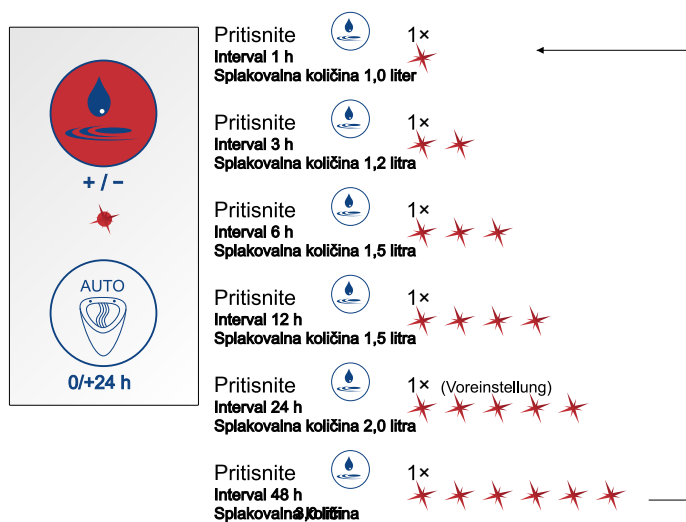 + / −
AUTO
0/+24 h
Pritisnite 1×
Interval 1 h
Splakovalna količina 1,0 liter
Pritisnite 1×
Interval 3 h
Splakovalna količina 1,2 litra
Pritisnite 1×
Interval 6 h
Splakovalna količina 1,5 litra
Pritisnite 1×
Interval 12 h
Splakovalna količina 1,5 litra
Pritisnite 1× (Voreinstellung)
Interval 24 h
Splakovalna količina 2,0 litra
Pritisnite 1×
Interval 48 h
Splakovalna količina